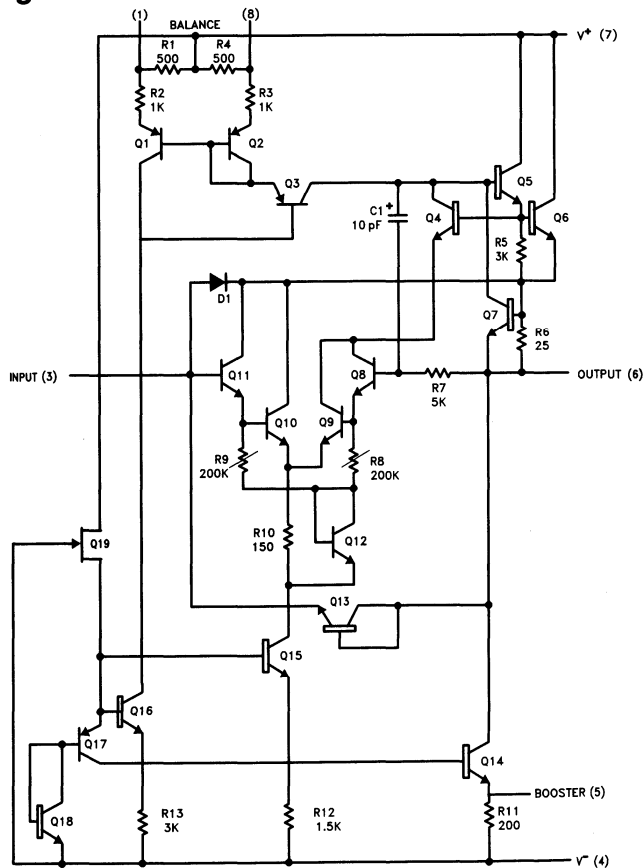 (1)
(8)
BALANCE
V+ (7)
R1
500
R4
500
R2
1K
R3
1K
Q1
Q2
Q3
Q5
C1
+
10 pF
Q4
Q6
R5
3K
D1
Q7
R6
25
INPUT (3)
Q11
Q8
OUTPUT (6)
R7
5K
Q10
Q9
R9
200K
R8
200K
R10
150
Q12
Q19
Q13
Q15
Q16
Q17
Q14
BOOSTER (5)
Q18
R13
3K
R12
1.5K
R11
200
V− (4)